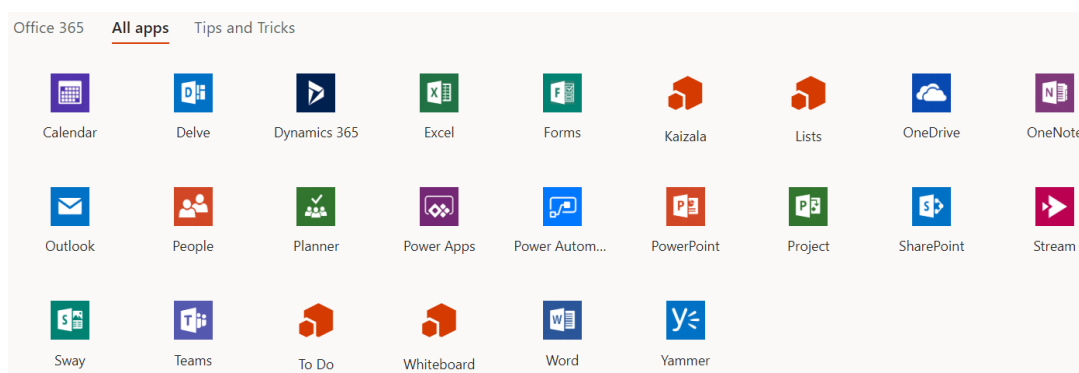 Office 365 All apps Tips and Tricks
Calendar Delve Dynamics 365 Excel Forms Kaizala Lists OneDrive OneNote
Outlook People Planner Power Apps Power Autom... PowerPoint Project SharePoint Stream
Sway Teams To Do Whiteboard Word Yammer